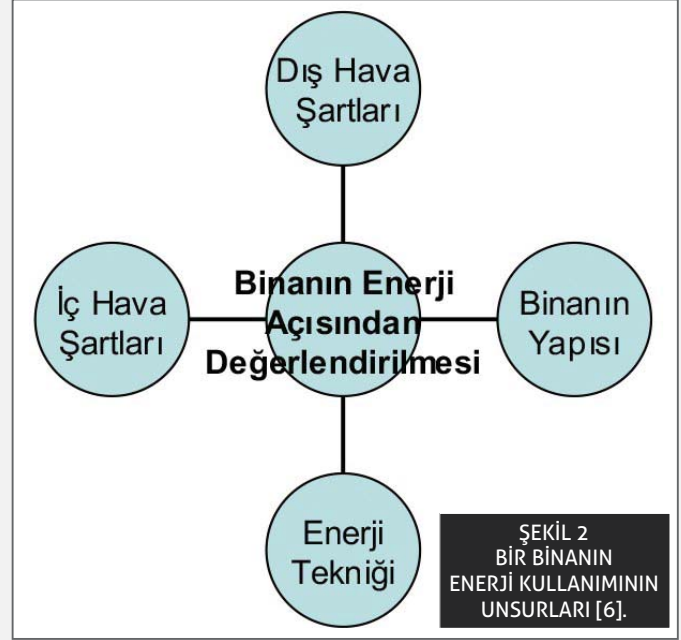 Dış Hava
Şartları
İç Hava
Şartları
Binanın Enerji
Açısından
Değerlendirilmesi
Binanın
Yapısı
Enerji
Tekniği
ŞEKİL 2
BİR BİNANIN
ENERJİ KULLANIMININ
UNSURLARI [6].